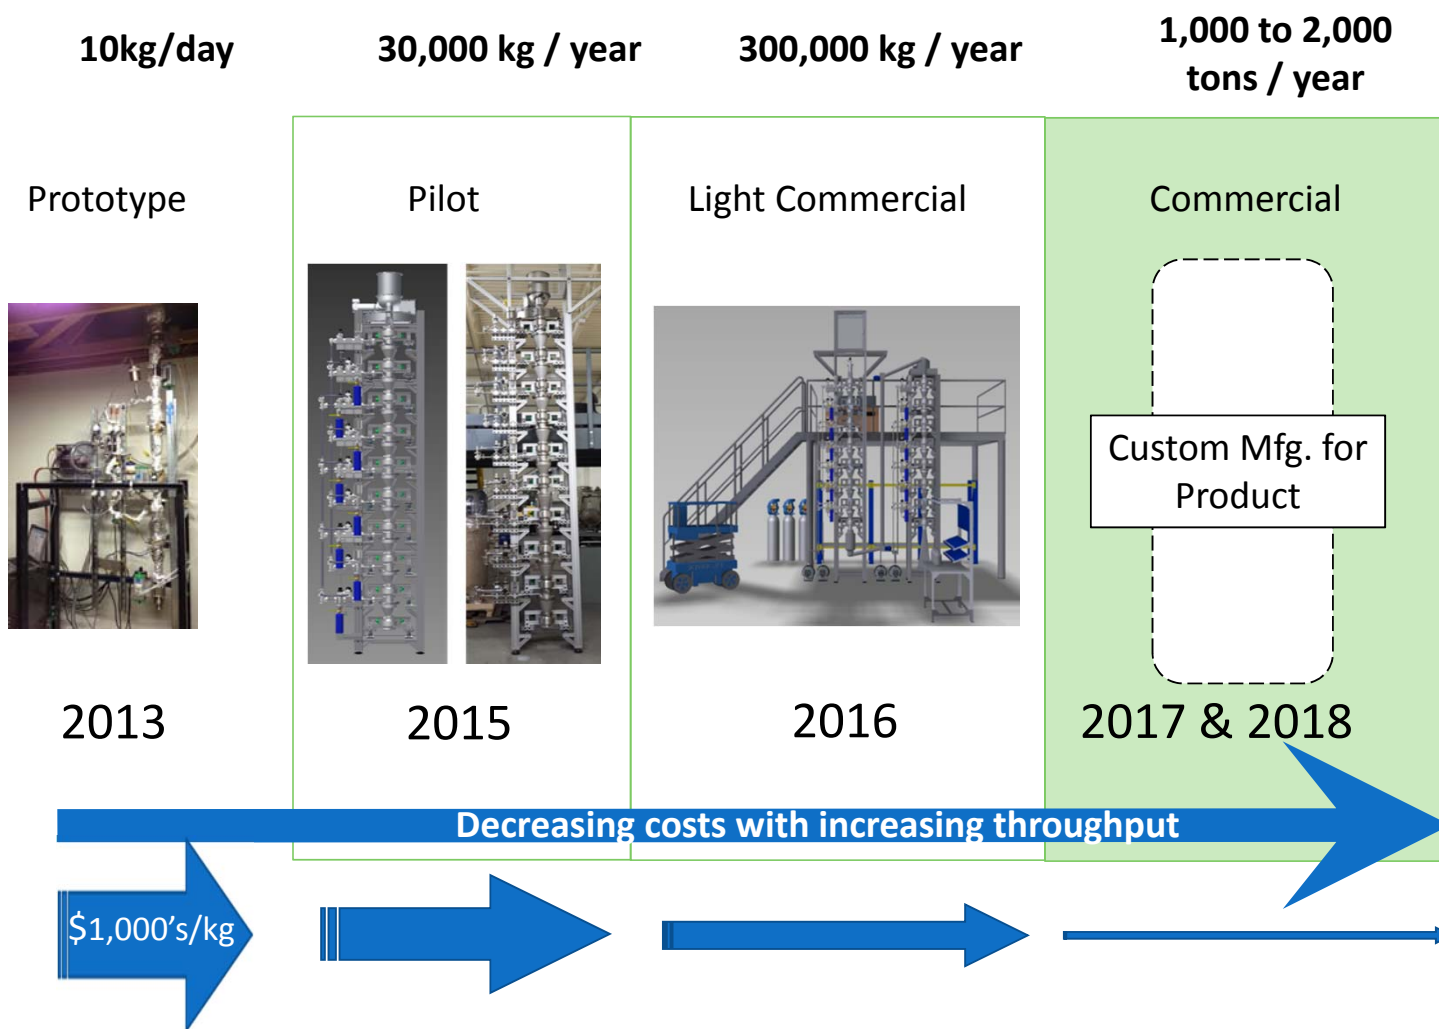 10kg/day
30,000 kg / year
300,000 kg / year
1,000 to 2,000
tons / year
Prototype
Pilot
Light Commercial
Commercial
Custom Mfg. for
Product
2013
2015
2016
2017 & 2018
Decreasing costs with increasing throughput
$1,000’s/kg